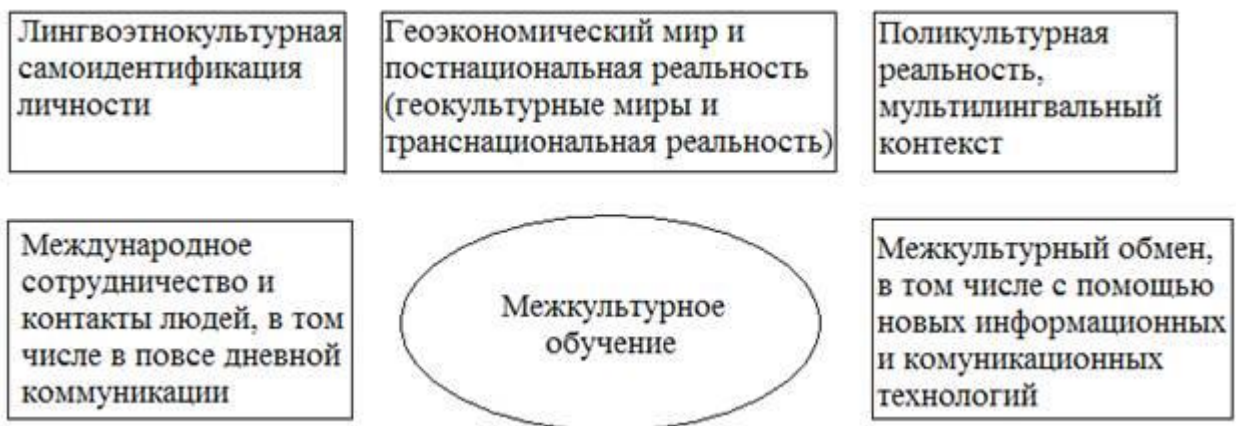 Лингвоэтнокультурная
самоидентификация
личности
Геоэкономический мир и
постнациональная реальность
(геокультурные миры и
транснациональная реальность)
Поликультурная
реальность,
мультилингвальный
контекст
Международное
сотрудничество и
контакты людей, в том
числе в повсе дневной
коммуникации
Межкультурное
обучение
Межкультурный обмен,
в том числе с помощью
новых информационных
и комуникационных
технологий